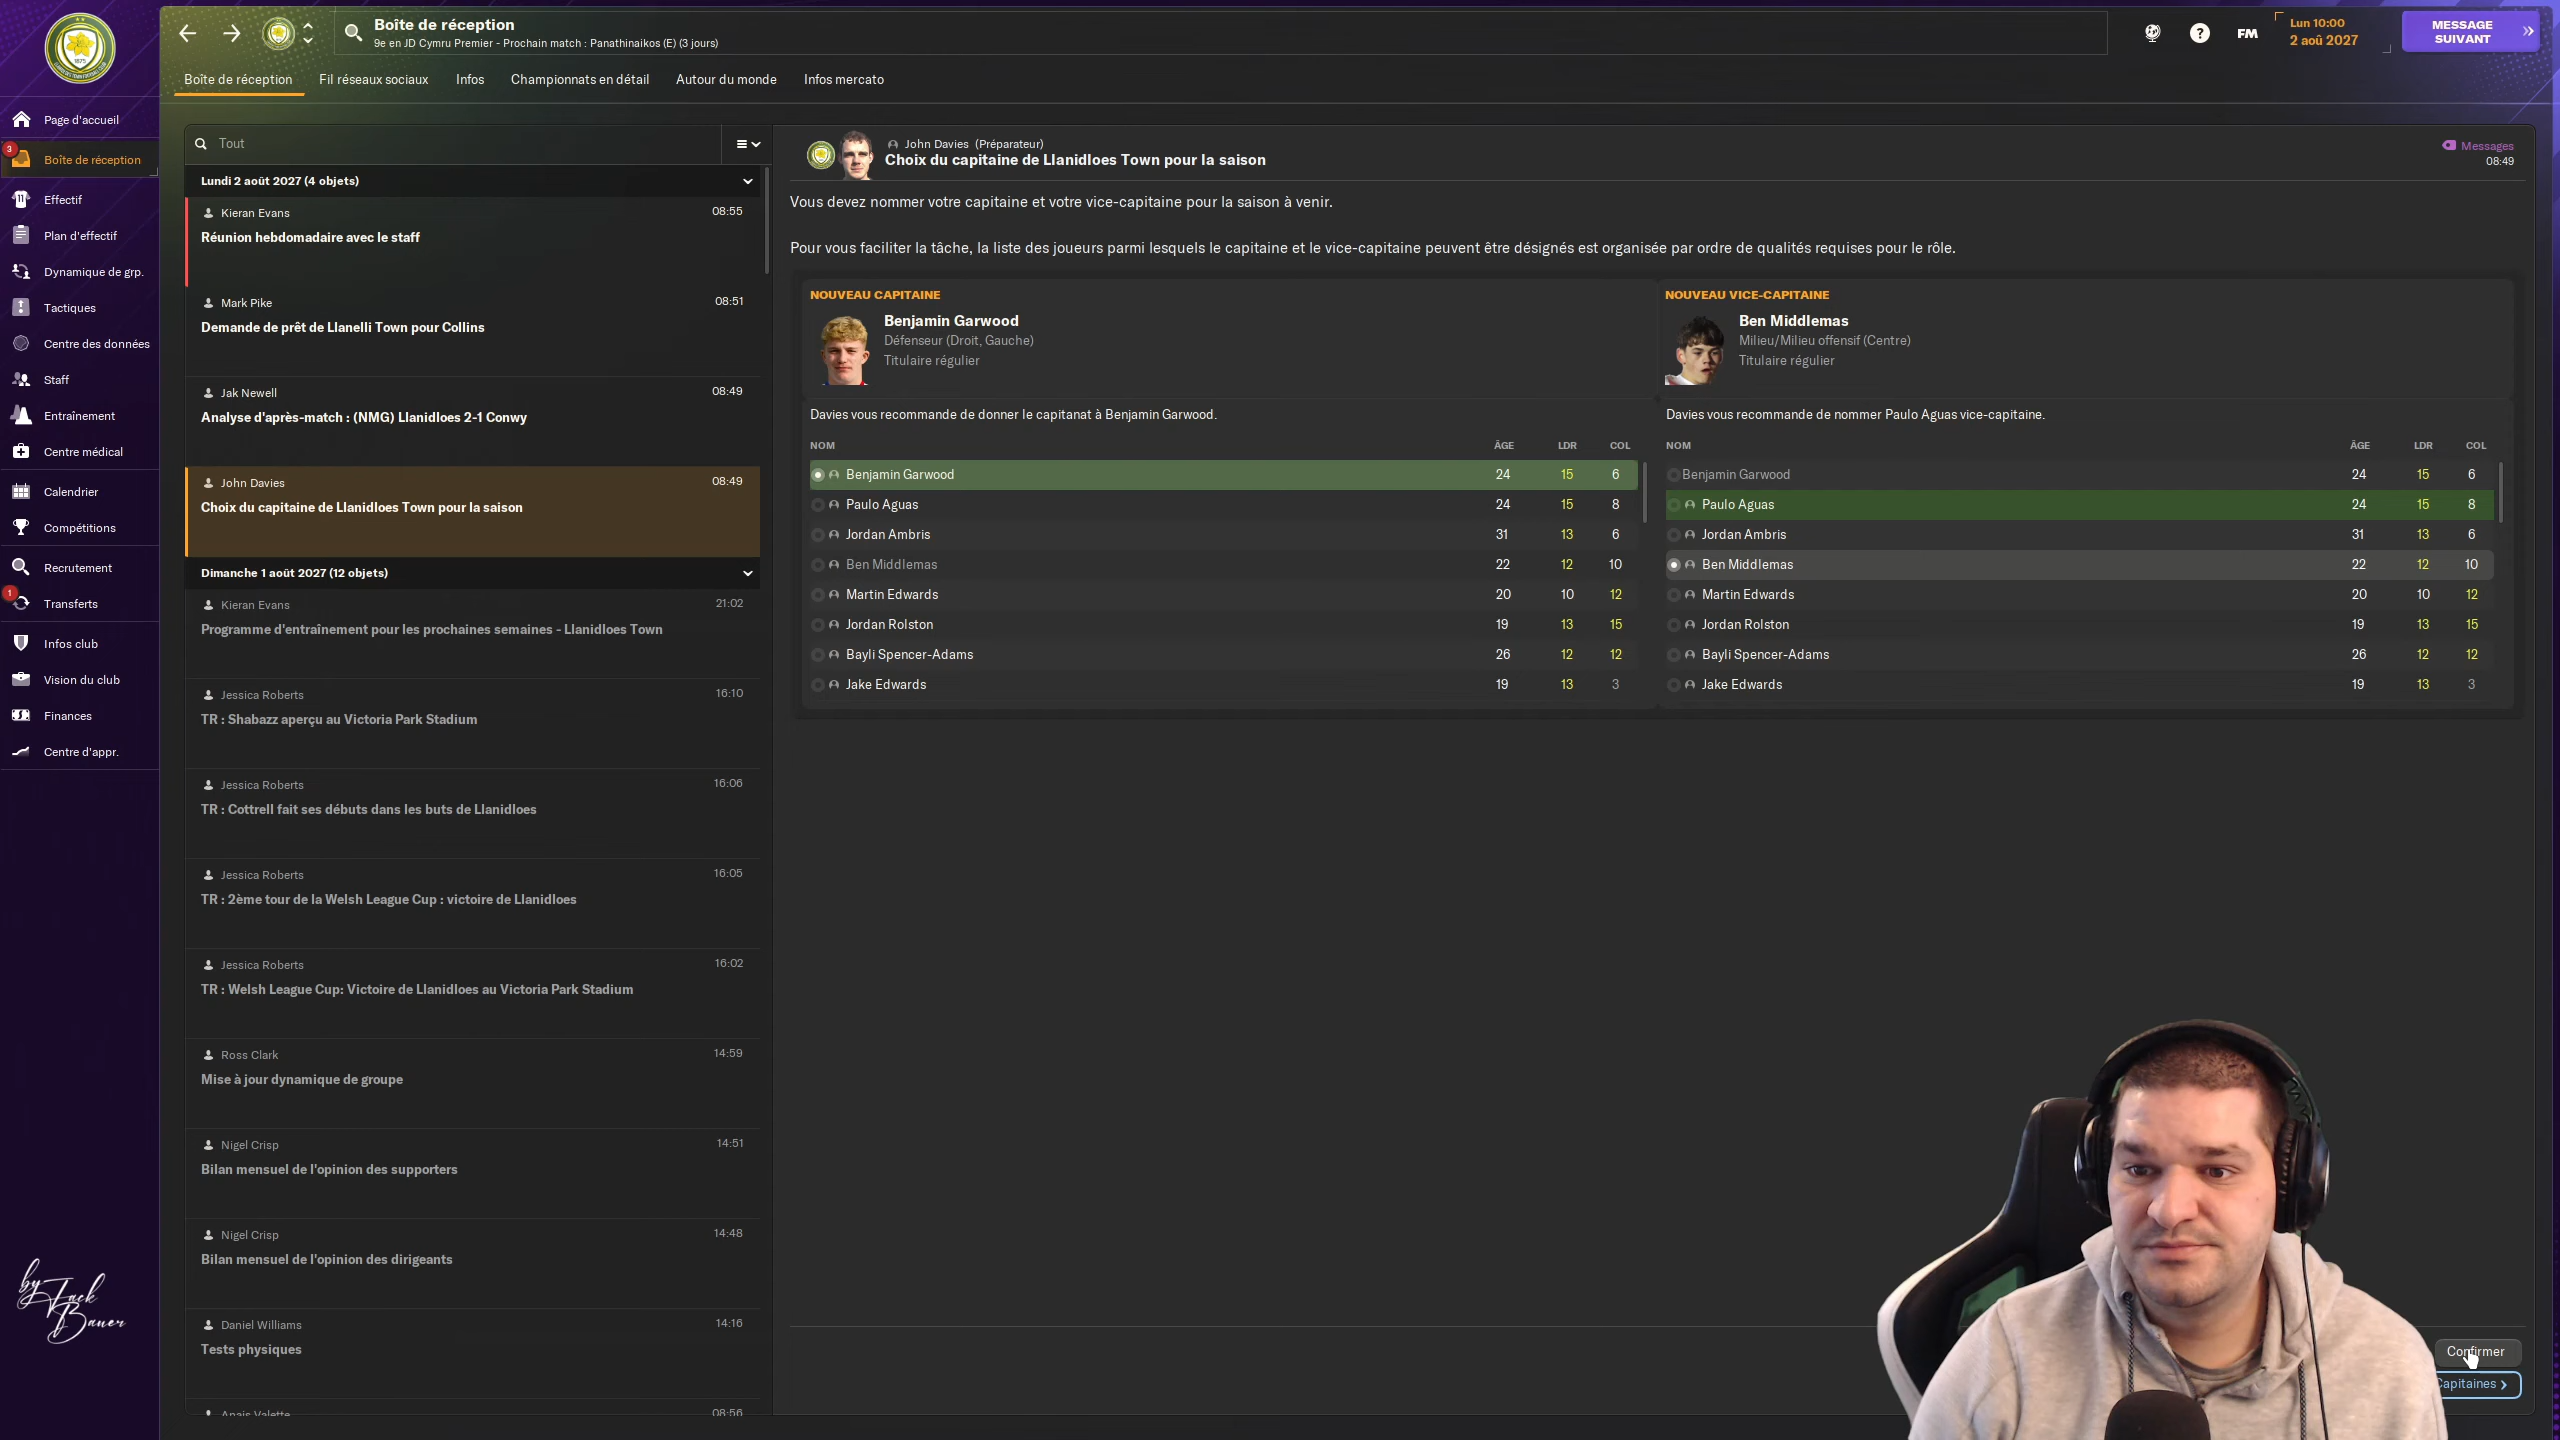 Boîte de réception
9e en JD Cymru Premier - Prochain match : Panathinaikos (E) (3 jours)
FM
Lun 10:00
2 aoû 2027
MESSAGE
SUIVANT
Boîte de réception
Fil réseaux sociaux
Infos
Championnats en détail
Autour du monde
Infos mercato
1875
Page d'accueil
3
Boîte de réception
Effectif
Plan d'effectif
Dynamique de grp.
Tactiques
Centre des données
Staff
Entraînement
Centre médical
Calendrier
Compétitions
Recrutement
1
Transferts
Infos club
Vision du club
Finances
Centre d'appr.
by Jack
Bauer
Tout
Lundi 2 août 2027 (4 objets)
Kieran Evans 08:55
Réunion hebdomadaire avec le staff
Mark Pike 08:51
Demande de prêt de Llanelli Town pour Collins
Jak Newell 08:49
Analyse d'après-match : (NMG) Llanidloes 2-1 Conwy
John Davies 08:49
Choix du capitaine de Llanidloes Town pour la saison
Dimanche 1 août 2027 (12 objets)
Kieran Evans 21:02
Programme d'entraînement pour les prochaines semaines - Llanidloes Town
Jessica Roberts 16:10
TR : Shabazz aperçu au Victoria Park Stadium
Jessica Roberts 16:06
TR : Cottrell fait ses débuts dans les buts de Llanidloes
Jessica Roberts 16:05
TR : 2ème tour de la Welsh League Cup : victoire de Llanidloes
Jessica Roberts 16:02
TR : Welsh League Cup: Victoire de Llanidloes au Victoria Park Stadium
Ross Clark 14:59
Mise à jour dynamique de groupe
Nigel Crisp 14:51
Bilan mensuel de l'opinion des supporters
Nigel Crisp 14:48
Bilan mensuel de l'opinion des dirigeants
Daniel Williams 14:16
Tests physiques
Anais Valette 08:56
John Davies (Préparateur)
Choix du capitaine de Llanidloes Town pour la saison
Messages
08:49
Vous devez nommer votre capitaine et votre vice-capitaine pour la saison à venir.
Pour vous faciliter la tâche, la liste des joueurs parmi lesquels le capitaine et le vice-capitaine peuvent être désignés est organisée par ordre de qualités requises pour le rôle.
NOUVEAU CAPITAINE
Benjamin Garwood
Défenseur (Droit, Gauche)
Titulaire régulier
Davies vous recommande de donner le capitanat à Benjamin Garwood.
NOM ÂGE LDR COL
Benjamin Garwood 24 15 6
Paulo Aguas 24 15 8
Jordan Ambris 31 13 6
Ben Middlemas 22 12 10
Martin Edwards 20 10 12
Jordan Rolston 19 13 15
Bayli Spencer-Adams 26 12 12
Jake Edwards 19 13 3
NOUVEAU VICE-CAPITAINE
Ben Middlemas
Milieu/Milieu offensif (Centre)
Titulaire régulier
Davies vous recommande de nommer Paulo Aguas vice-capitaine.
NOM ÂGE LDR COL
Benjamin Garwood 24 15 6
Paulo Aguas 24 15 8
Jordan Ambris 31 13 6
Ben Middlemas 22 12 10
Martin Edwards 20 10 12
Jordan Rolston 19 13 15
Bayli Spencer-Adams 26 12 12
Jake Edwards 19 13 3
Confirmer
Capitaines